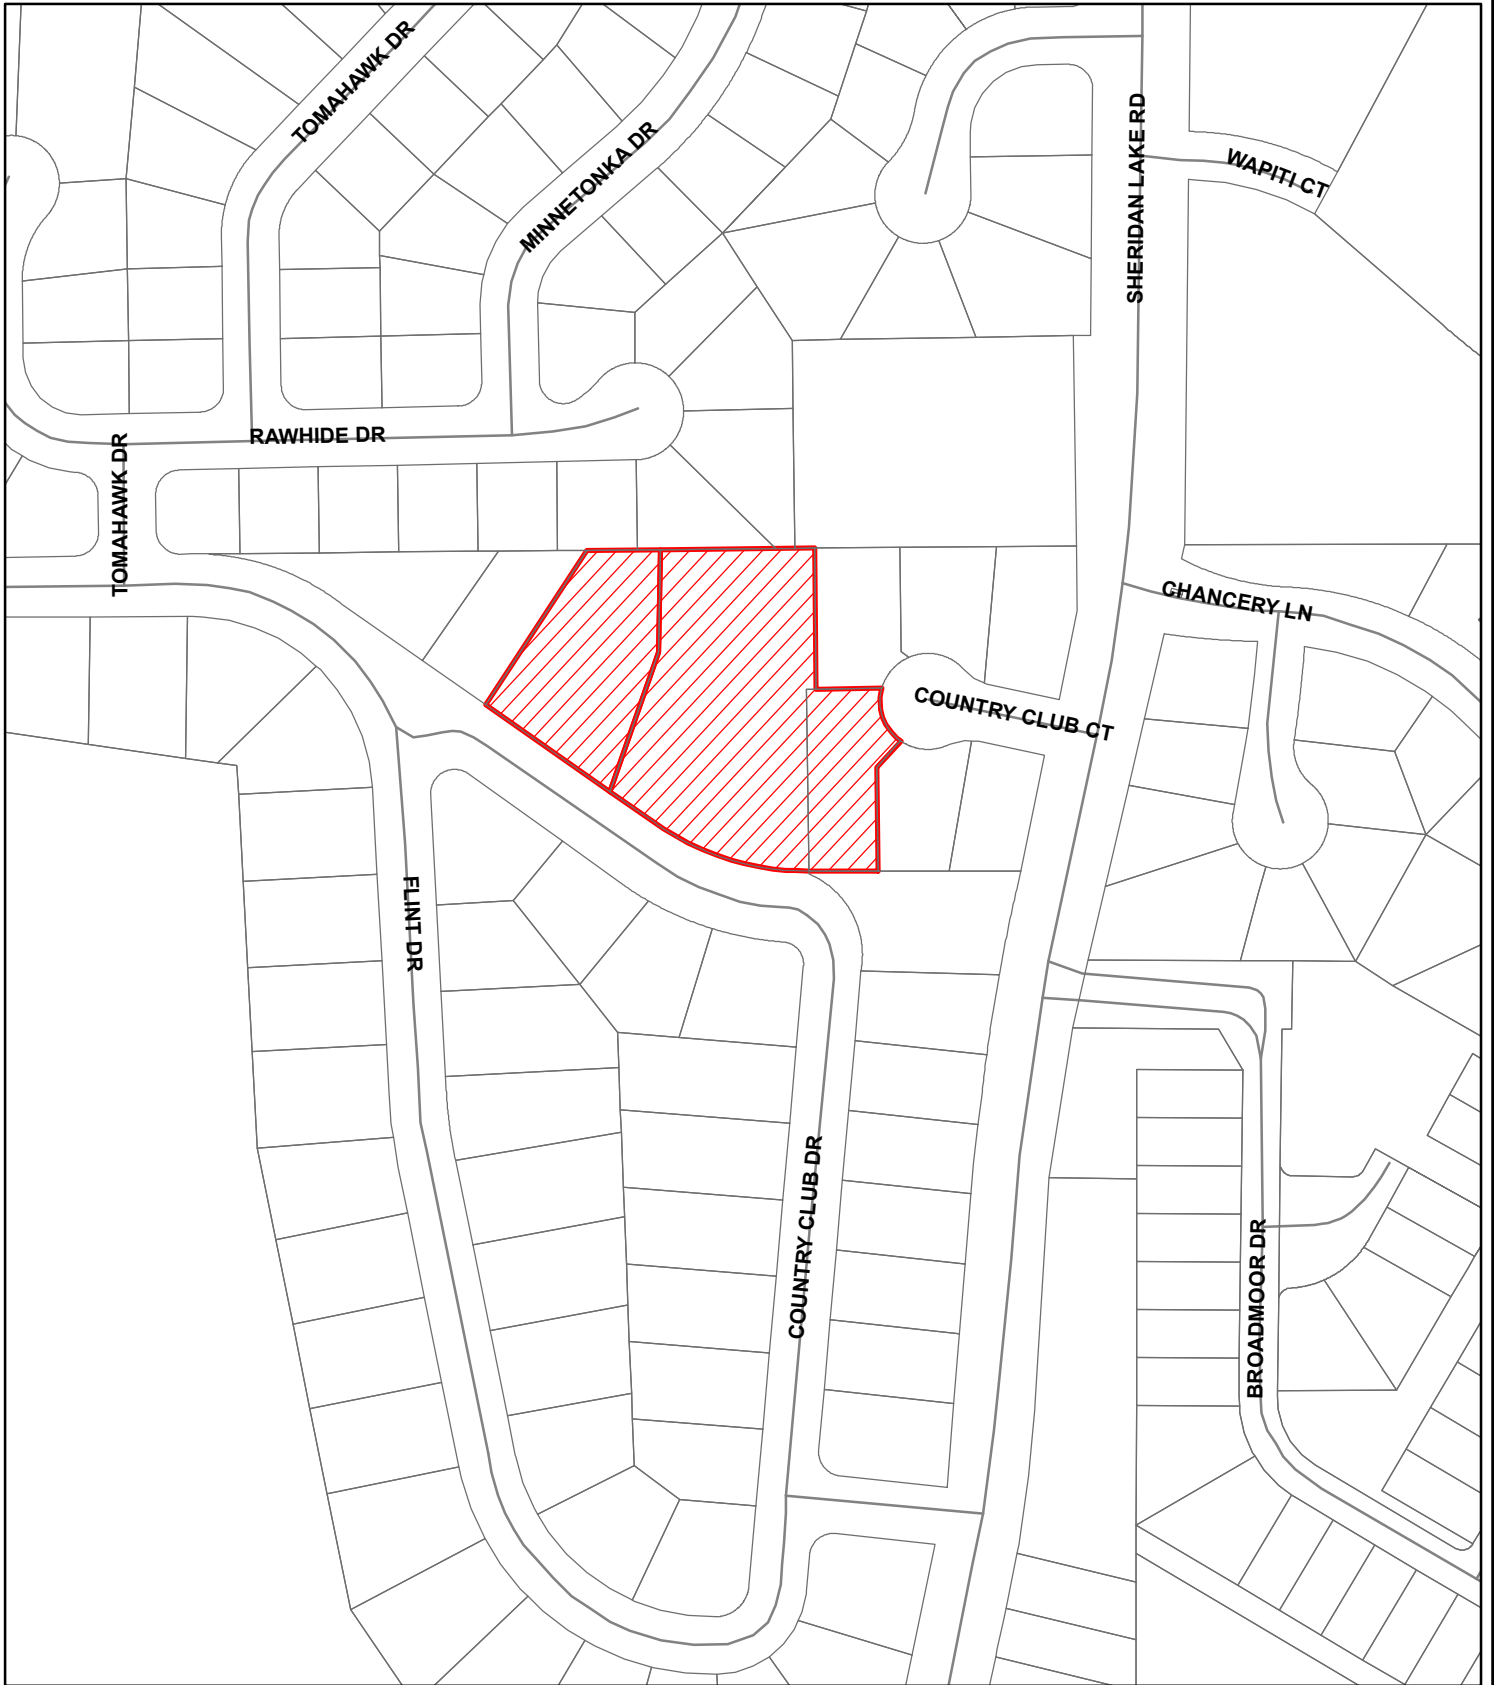 TOMAHAWK DR
MINNETONKA DR
SHERIDAN LAKE RD
WAPITI CT
RAWHIDE DR
TOMAHAWK DR
CHANCERY LN
COUNTRY CLUB CT
FLINT DR
COUNTRY CLUB DR
BROADMOOR DR